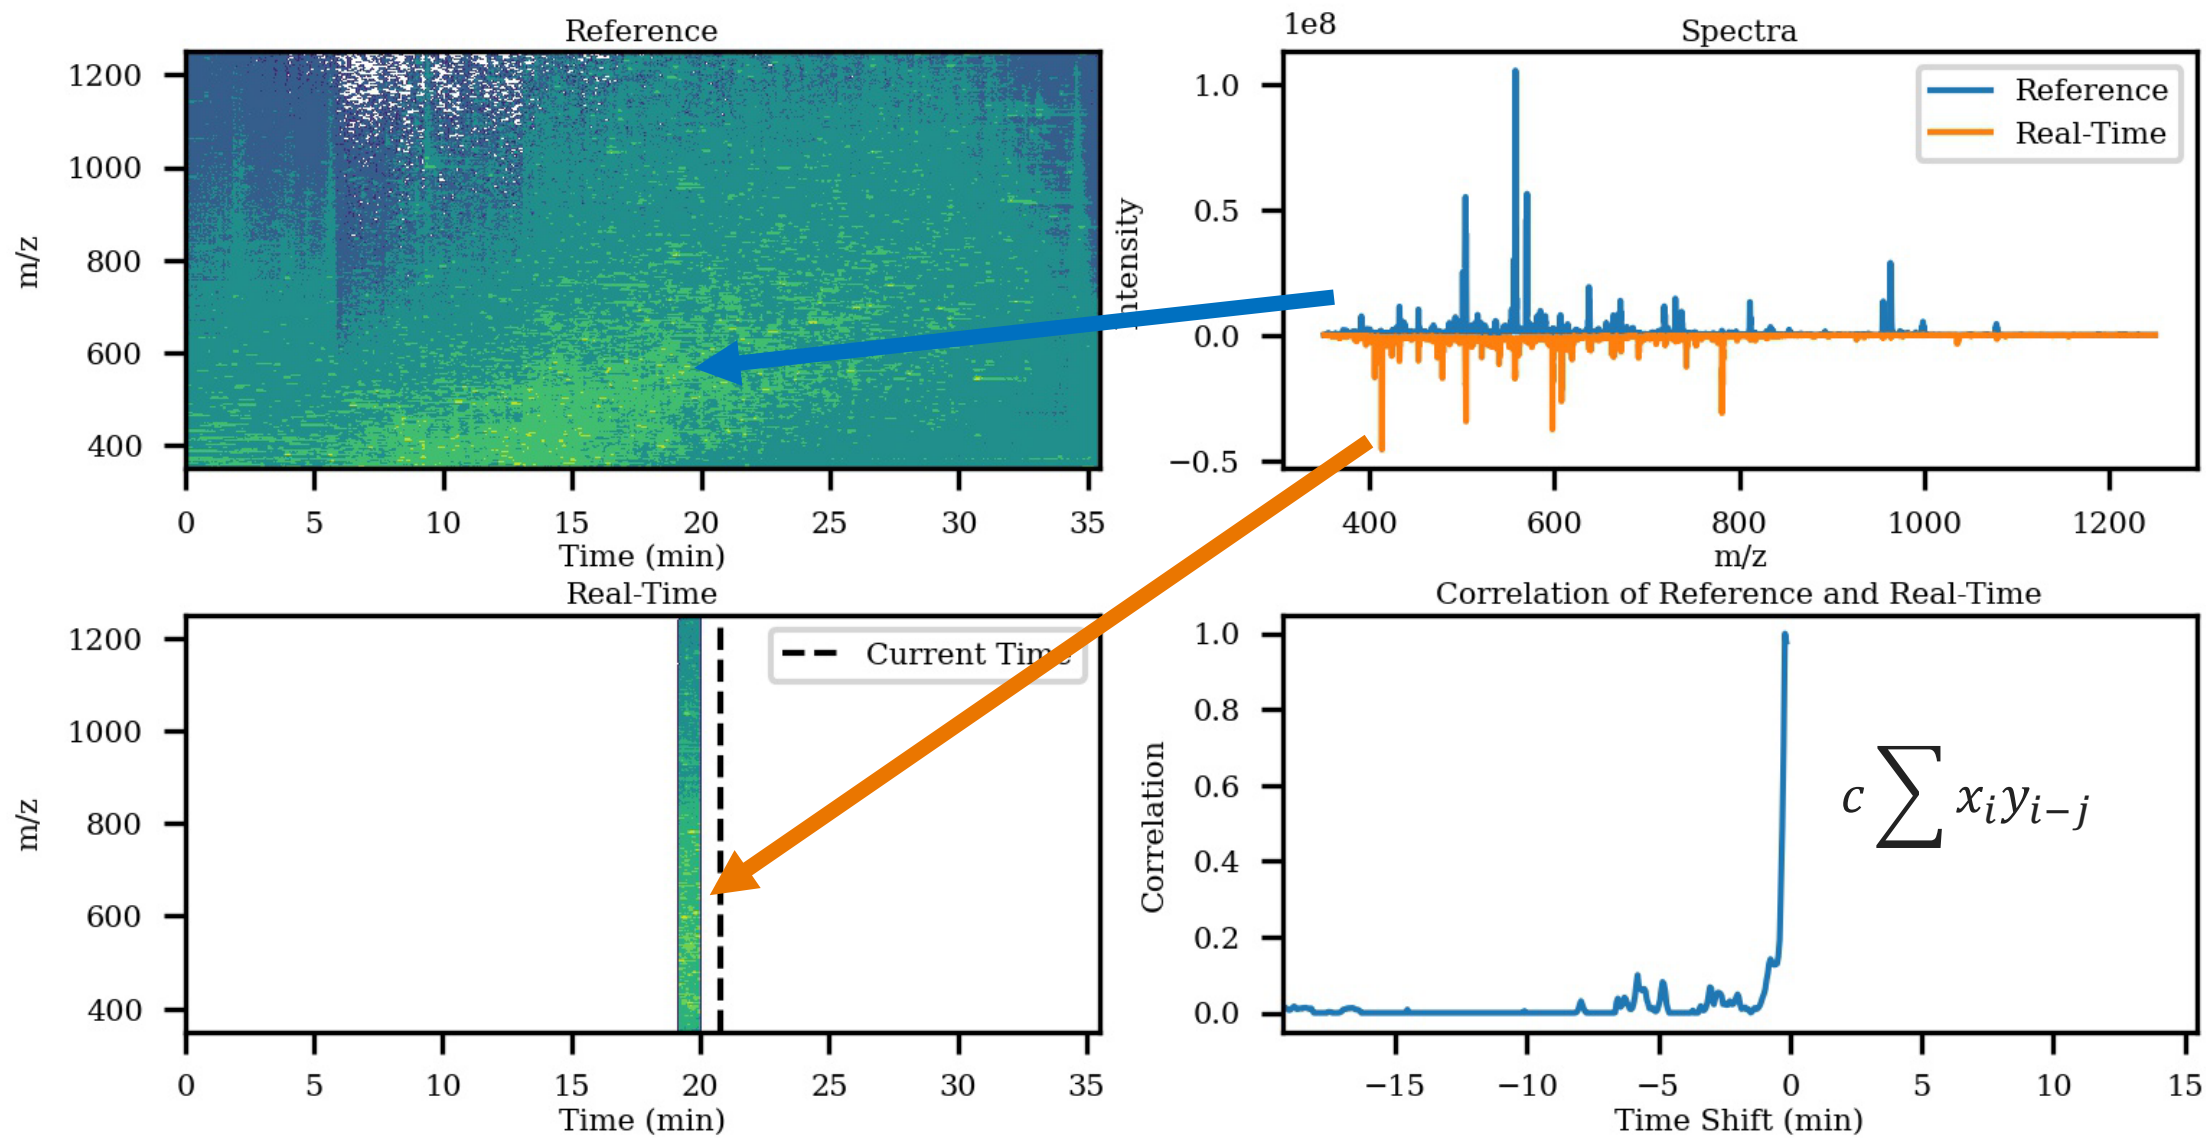 Reference
1200
1000
800
600
400
m/z
0 5 10 15 20 25 30 35
Time (min)
1e8
Spectra
Reference
Real-Time
1.0
0.5
0.0
−0.5
400 600 800 1000 1200
m/z
Real-Time
Current Time
1200
1000
800
600
400
m/z
0 5 10 15 20 25 30 35
Time (min)
Correlation of Reference and Real-Time
1.0
0.8
0.6
0.4
0.2
0.0
Correlation
c ∑ xᵢyᵢ₋ⱼ
−15 −10 −5 0 5 10 15
Time Shift (min)